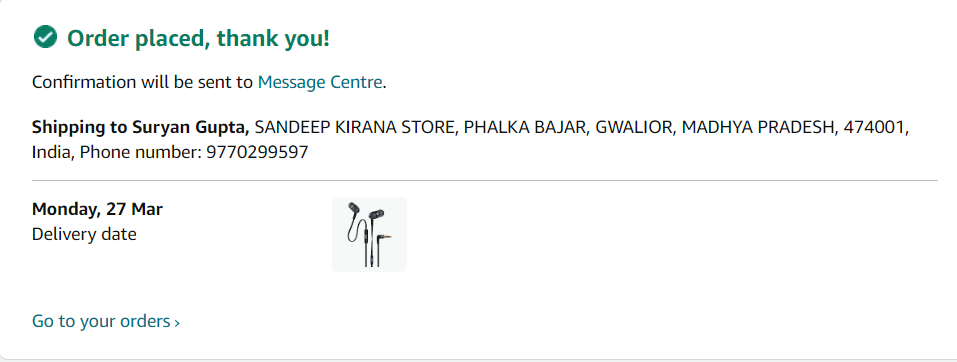 Order placed, thank you!
Confirmation will be sent to Message Centre.
Shipping to Suryan Gupta, SANDEEP KIRANA STORE, PHALKA BAJAR, GWALIOR, MADHYA PRADESH, 474001,
India, Phone number: 9770299597
Monday, 27 Mar
Delivery date
Go to your orders ›